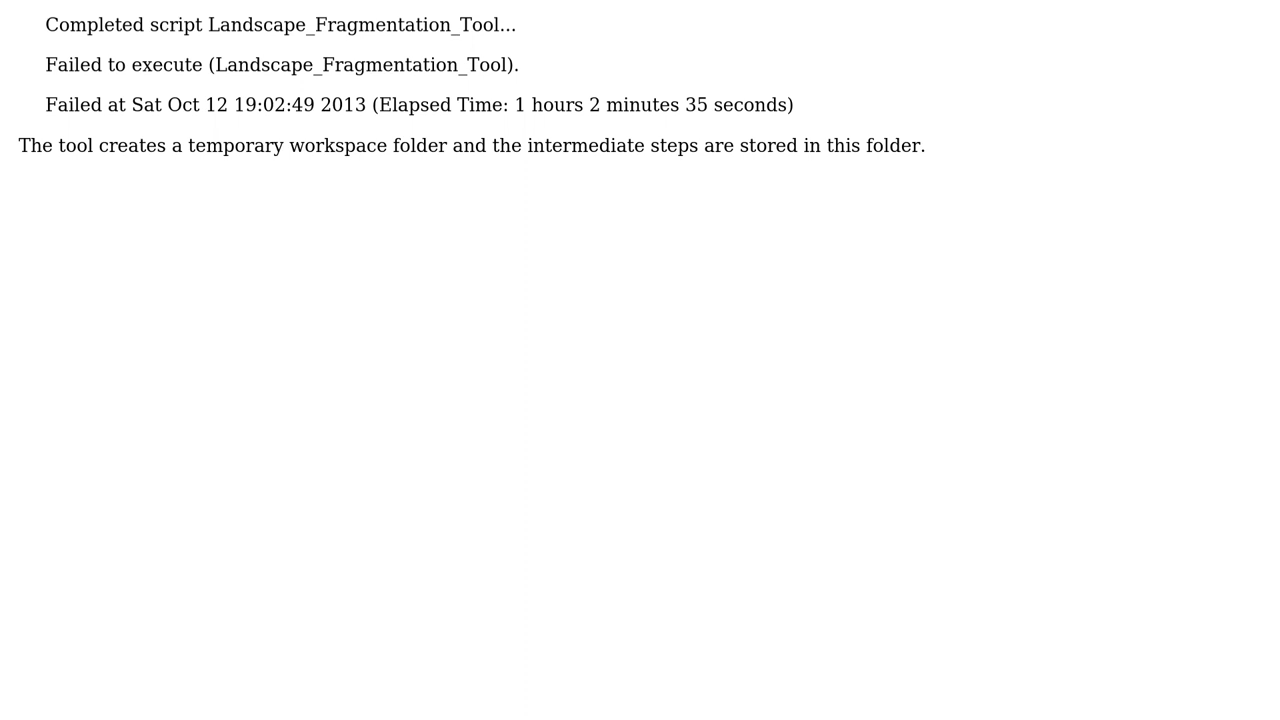 Completed script Landscape_Fragmentation_Tool...
Failed to execute (Landscape_Fragmentation_Tool).
Failed at Sat Oct 12 19:02:49 2013 (Elapsed Time: 1 hours 2 minutes 35 seconds)
The tool creates a temporary workspace folder and the intermediate steps are stored in this folder.